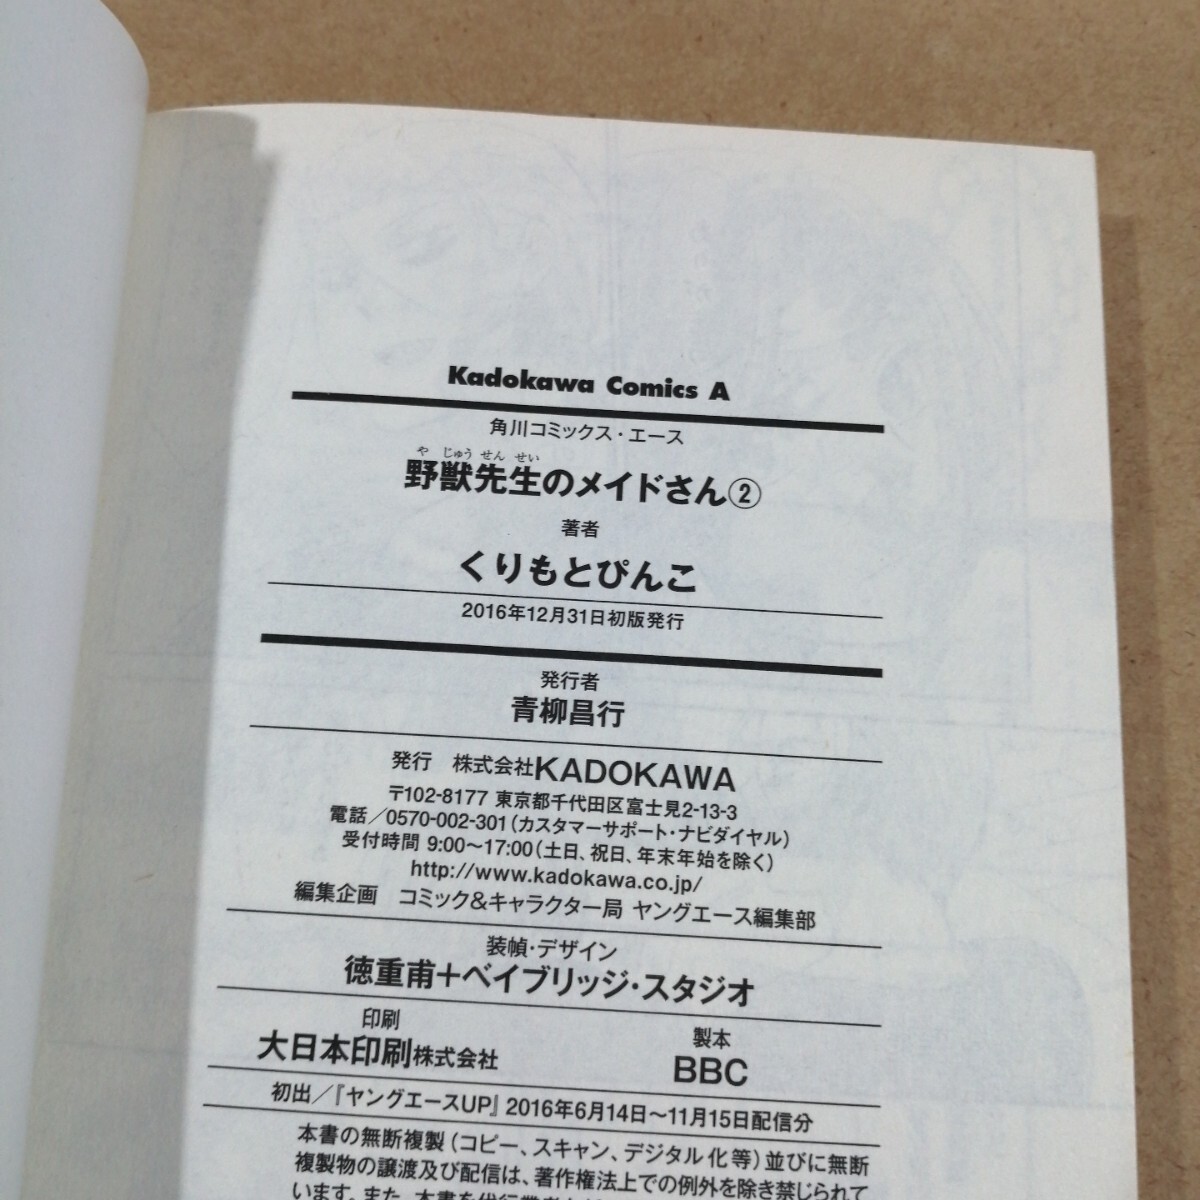 Kadokawa Comics A
角川コミックス・エース
や じゅう せん せい
野獣先生のメイドさん②
著者
くりもとぴんこ
2016年12月31日初版発行
発行者
青柳昌行
発行 株式会社KADOKAWA
〒102-8177 東京都千代田区富士見2-13-3
電話／0570-002-301（カスタマーサポート・ナビダイヤル）
受付時間 9:00〜17:00（土日、祝日、年末年始を除く）
http://www.kadokawa.co.jp/
編集企画 コミック&キャラクター局 ヤングエース編集部
装幀・デザイン
徳重甫＋ベイブリッジ・スタジオ
印刷 製本
大日本印刷株式会社 BBC
初出／『ヤングエースUP』2016年6月14日〜11月15日配信分
本書の無断複製（コピー、スキャン、デジタル化等）並びに無断
複製物の譲渡及び配信は、著作権法上での例外を除き禁じられて
います。また、本書を代行業者